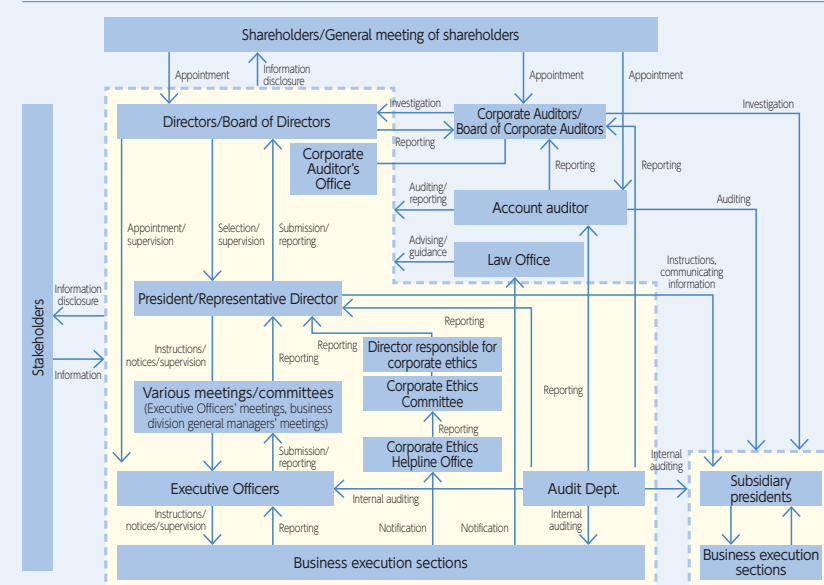 Shareholders/General meeting of shareholders
Appointment
Information
disclosure
Appointment
Appointment
Directors/Board of Directors
Investigation
Corporate Auditors/
Board of Corporate Auditors
Investigation
Reporting
Corporate
Auditor's
Office
Reporting
Reporting
Auditing/
reporting
Account auditor
Auditing
Appointment/
supervision
Selection/
supervision
Submission/
reporting
Advising/
guidance
Law Office
Instructions,
communicating
information
Stakeholders
Information
disclosure
Information
President/Representative Director
Reporting
Instructions/
notices/supervision
Reporting
Reporting
Director responsible for
corporate ethics
Various meetings/committees
(Executive Officers' meetings, business
division general managers' meetings)
Corporate Ethics
Committee
Reporting
Reporting
Submission/
reporting
Corporate Ethics
Helpline Office
Internal
auditing
Executive Officers
Internal auditing
Audit Dept.
Subsidiary
presidents
Instructions/
notices/supervision
Reporting
Notification
Notification
Internal
auditing
Business execution sections
Business execution
sections